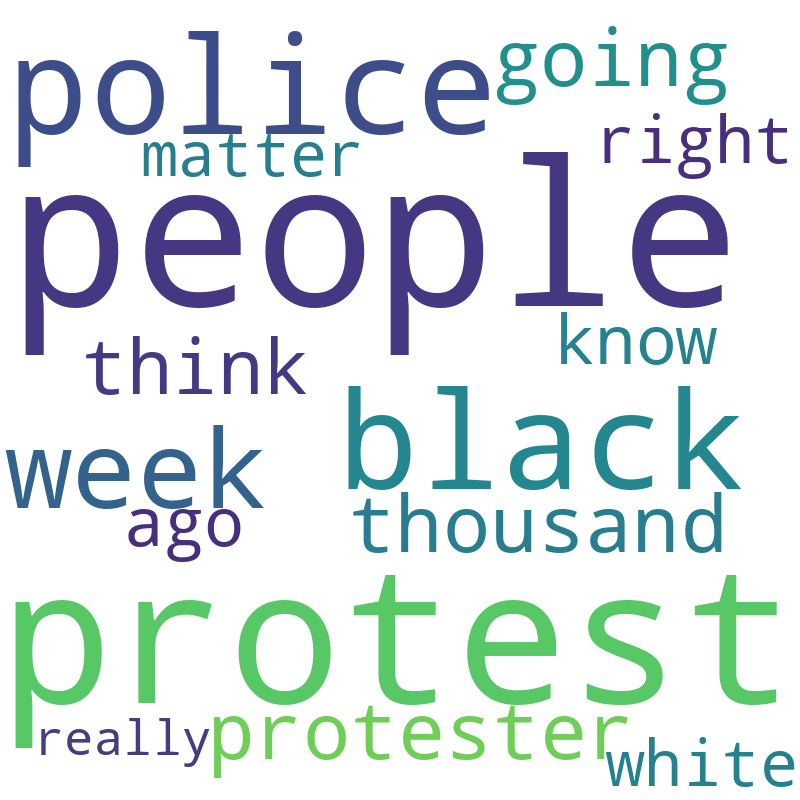 police going
matter right
people
think know
week black
ago thousand
protest
really protester white